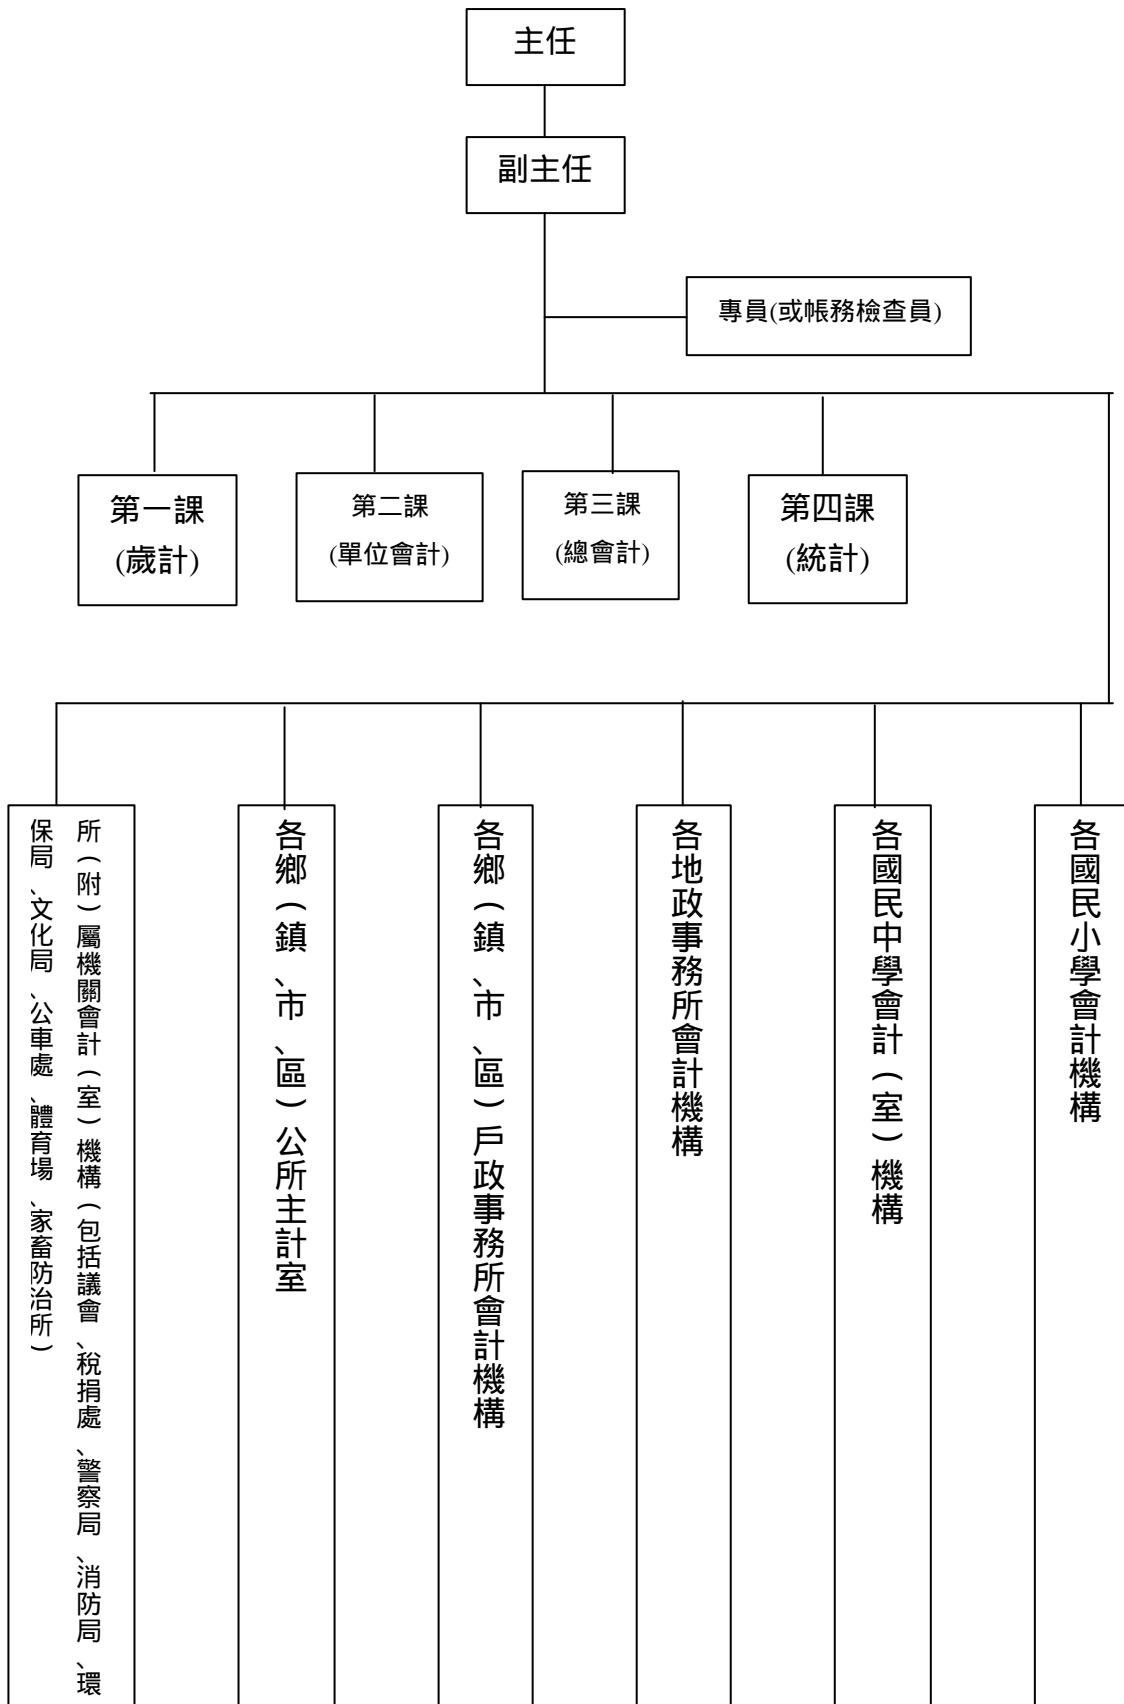 主任
副主任
專員(或帳務檢查員)
第一課
(歲計)
第二課
(單位會計)
第三課
(總會計)
第四課
(統計)
所（附）屬機關會計（室）機構（包括議會、稅捐處、警察局、消防局、環
保局、文化局、公車處、體育場、家畜防治所）
各鄉（鎮、市、區）公所主計室
各鄉（鎮、市、區）戶政事務所會計機構
各地政事務所會計機構
各國民中學會計（室）機構
各國民小學會計機構